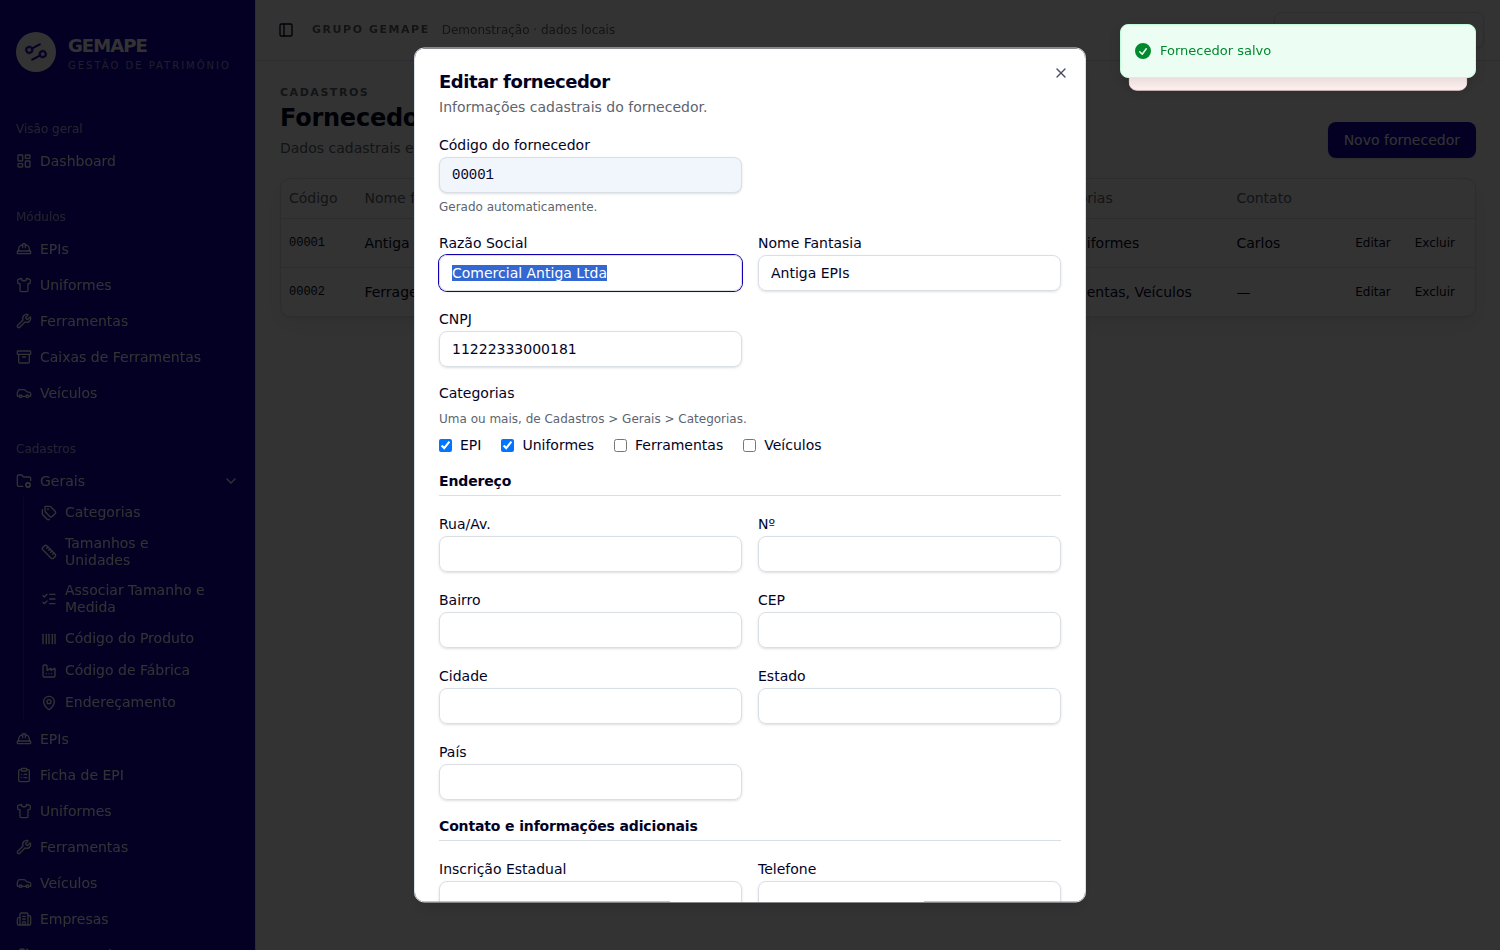 GEMAPE
GESTÃO DE PATRIMÔNIO
Visão geral
Dashboard
Módulos
EPIs
Uniformes
Ferramentas
Caixas de Ferramentas
Veículos
Cadastros
Gerais
Categorias
Tamanhos e
Unidades
Associar Tamanho e
Medida
Código do Produto
Código de Fábrica
Endereçamento
EPIs
Ficha de EPI
Uniformes
Ferramentas
Veículos
Empresas
GRUPO GEMAPE Demonstração · dados locais
CADASTROS
Fornecedo
Dados cadastrais e
Novo fornecedor
Código Nome f rias Contato
00001 Antiga iformes Carlos Editar Excluir
00002 Ferrage entas, Veículos — Editar Excluir
Editar fornecedor
Informações cadastrais do fornecedor.
Código do fornecedor
00001
Gerado automaticamente.
Razão Social Nome Fantasia
Comercial Antiga Ltda Antiga EPIs
CNPJ
11222333000181
Categorias
Uma ou mais, de Cadastros > Gerais > Categorias.
EPI Uniformes Ferramentas Veículos
Endereço
Rua/Av. Nº
Bairro CEP
Cidade Estado
País
Contato e informações adicionais
Inscrição Estadual Telefone
Fornecedor salvo